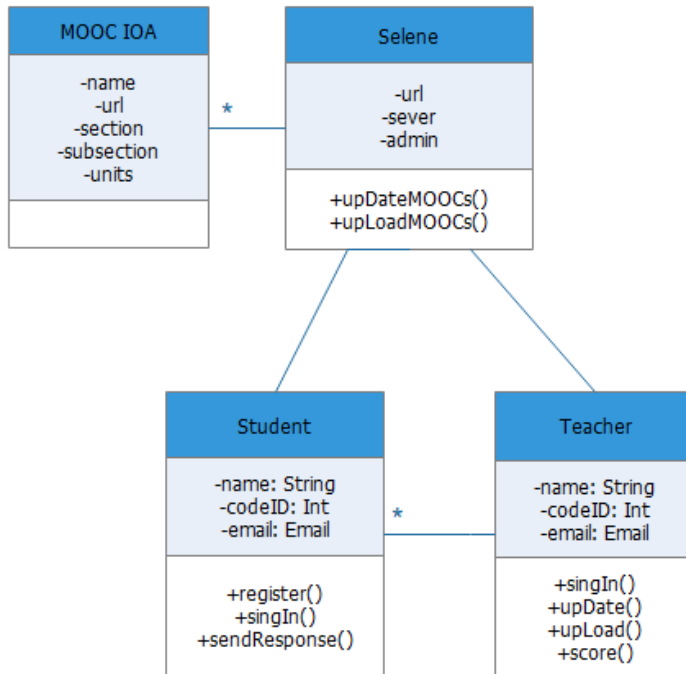 MOOC IOA
-name
-url
-section
-subsection
-units
*
Selene
-url
-sever
-admin
+upDateMOOCs()
+upLoadMOOCs()
Student
-name: String
-codeID: Int
-email: Email
+register()
+singIn()
+sendResponse()
*
Teacher
-name: String
-codeID: Int
-email: Email
+singIn()
+upDate()
+upLoad()
+score()